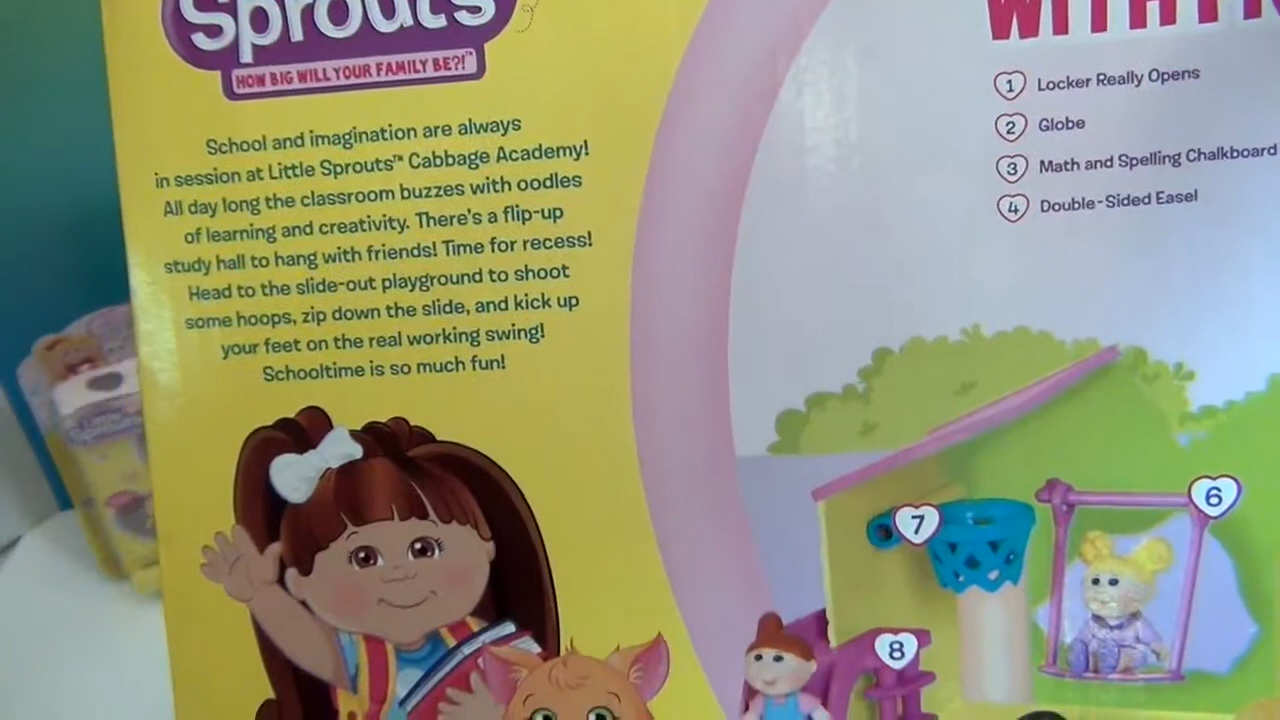 Sprouts
HOW BIG WILL YOUR FAMILY BE?!™
School and imagination are always
in session at Little Sprouts™ Cabbage Academy!
All day long the classroom buzzes with oodles
of learning and creativity. There's a flip-up
study hall to hang with friends! Time for recess!
Head to the slide-out playground to shoot
some hoops, zip down the slide, and kick up
your feet on the real working swing!
Schooltime is so much fun!
1 Locker Really Opens
2 Globe
3 Math and Spelling Chalkboard
4 Double-Sided Easel
6
7
8